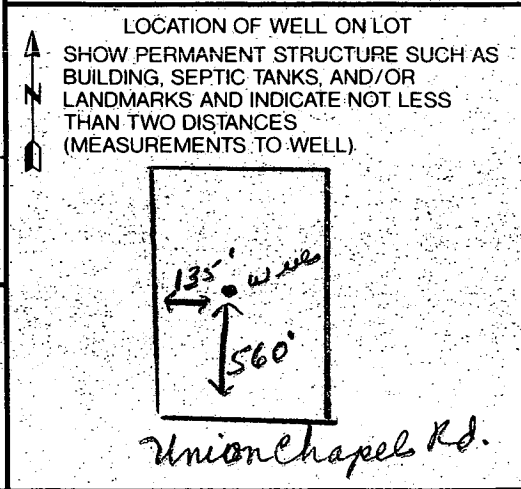 LOCATION OF WELL ON LOT
SHOW PERMANENT STRUCTURE SUCH AS
BUILDING, SEPTIC TANKS, AND/OR
N LANDMARKS AND INDICATE NOT LESS
THAN TWO DISTANCES
(MEASUREMENTS TO WELL)
135'
560'
Union Chapel Rd.